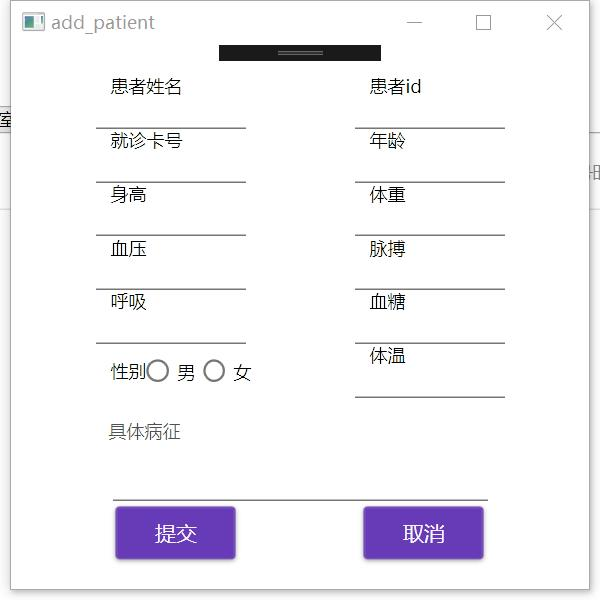 add_patient
患者姓名 患者id
就诊卡号 年龄
身高 体重
血压 脉搏
呼吸 血糖
体温
性别 男 女
具体病征
提交 取消